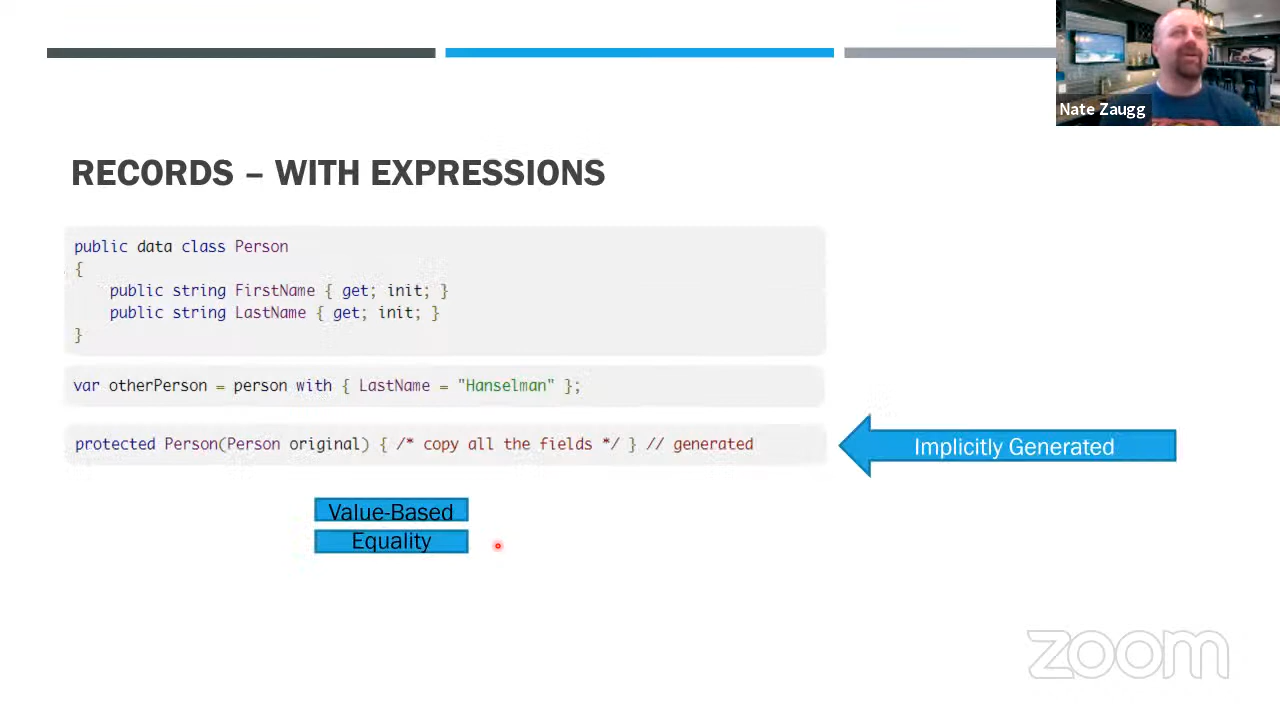 Nate Zaugg
RECORDS – WITH EXPRESSIONS
public data class Person
{
    public string FirstName { get; init; }
    public string LastName { get; init; }
}
var otherPerson = person with { LastName = "Hanselman" };
protected Person(Person original) { /* copy all the fields */ } // generated
Implicitly Generated
Value-Based
Equality
zoom